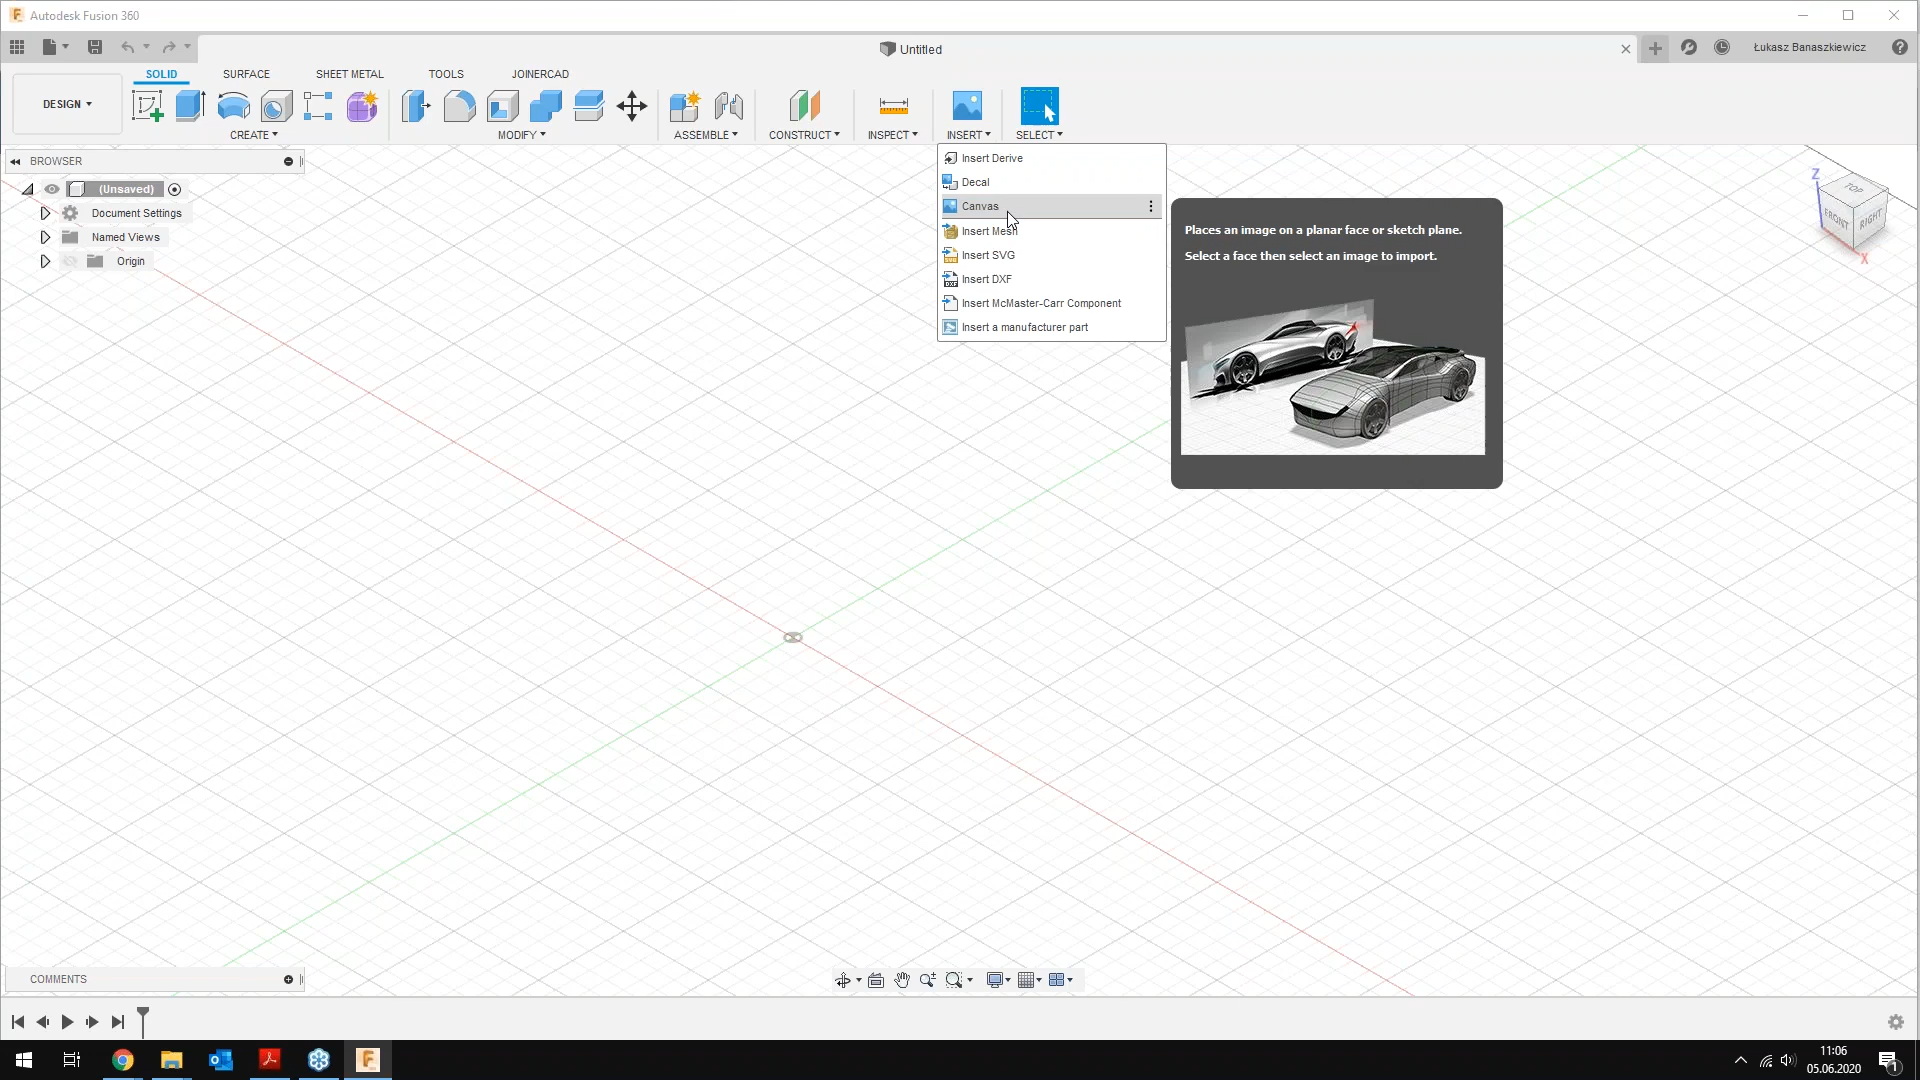 Autodesk Fusion 360
Untitled
Łukasz Banaszkiewicz
SOLID
SURFACE
SHEET METAL
TOOLS
JOINERCAD
DESIGN
CREATE
MODIFY
ASSEMBLE
CONSTRUCT
INSPECT
INSERT
SELECT
BROWSER
(Unsaved)
Document Settings
Named Views
Origin
Insert Derive
Decal
Canvas
Insert Mesh
Insert SVG
Insert DXF
Insert McMaster-Carr Component
Insert a manufacturer part
Places an image on a planar face or sketch plane.
Select a face then select an image to import.
Z
TOP
FRONT
RIGHT
X
COMMENTS
11:06
05.06.2020
1